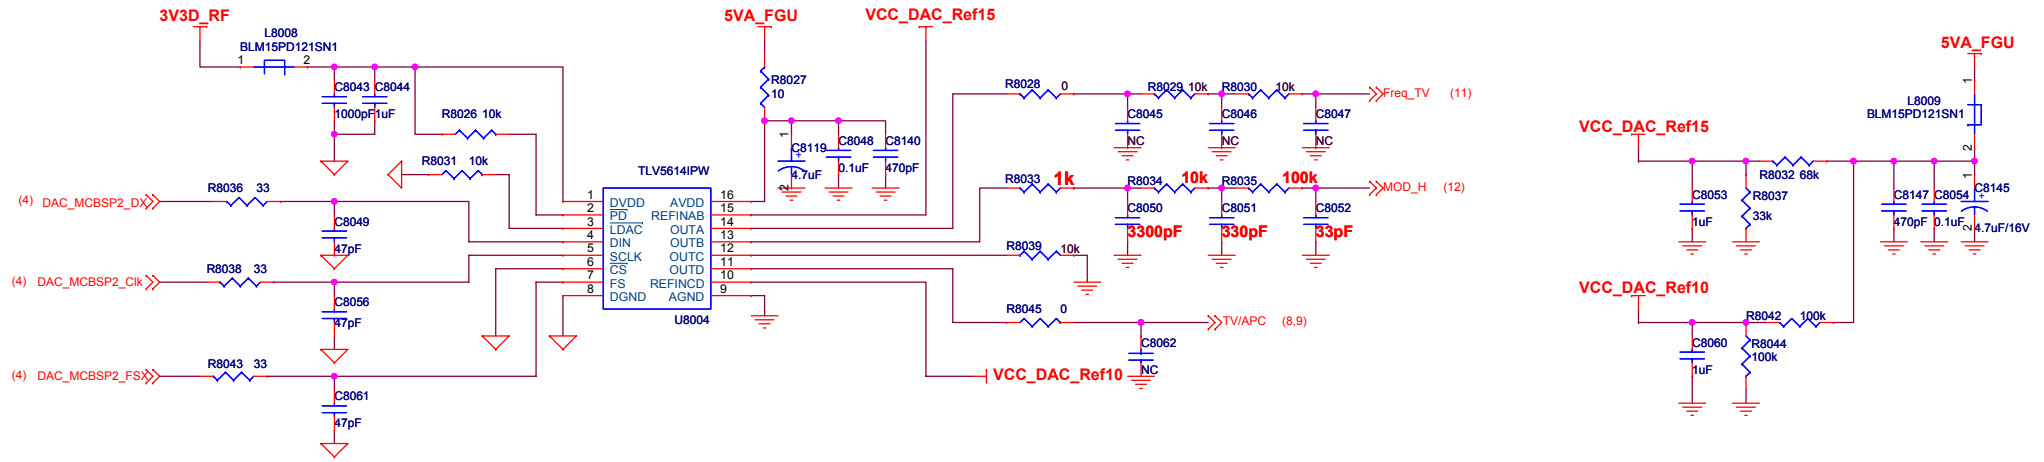 3V3D_RF
L8008
BLM15PD121SN1
1 2
C8043
1000pF
C8044
1uF
R8026 10k
R8031 10k
(4) DAC_MCBSP2_DX
R8036 33
C8049
47pF
(4) DAC_MCBSP2_Clk
R8038 33
C8056
47pF
(4) DAC_MCBSP2_FSX
R8043 33
C8061
47pF
5VA_FGU
R8027
10
1
C8119
+
4.7uF
2
C8048
0.1uF
C8140
470pF
VCC_DAC_Ref15
TLV5614IPW
1 DVDD AVDD 16
2 PD REFINAB 15
3 LDAC OUTA 14
4 DIN OUTB 13
5 SCLK OUTC 12
6 CS OUTD 11
7 FS REFINCD 10
8 DGND AGND 9
U8004
R8028 0
R8029 10k
R8030 10k
Freq_TV (11)
C8045
NC
C8046
NC
C8047
NC
R8033 1k
R8034 10k
R8035 100k
MOD_H (12)
C8050
3300pF
C8051
330pF
C8052
33pF
R8039 10k
R8045 0
TV/APC (8,9)
C8062
NC
VCC_DAC_Ref10
5VA_FGU
1
L8009
BLM15PD121SN1
2
VCC_DAC_Ref15
R8032 68k
C8053
1uF
R8037
33k
C8147
470pF
C8054
0.1uF
1
C8145
+
2
4.7uF/16V
VCC_DAC_Ref10
R8042 100k
C8060
1uF
R8044
100k